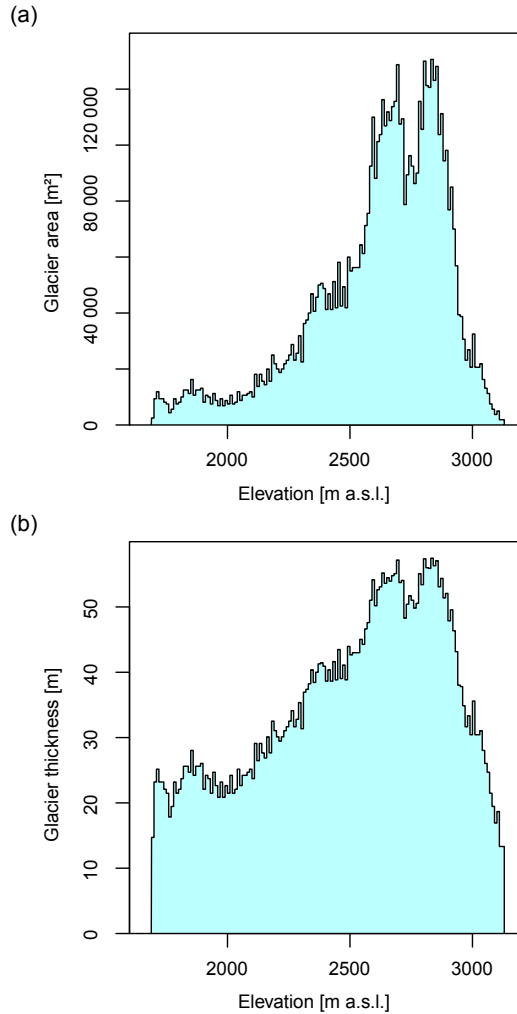 (a)
Glacier area [m²]
0
40 000
80 000
120 000
2000
2500
3000
Elevation [m a.s.l.]
(b)
Glacier thickness [m]
0
10
20
30
40
50
2000
2500
3000
Elevation [m a.s.l.]